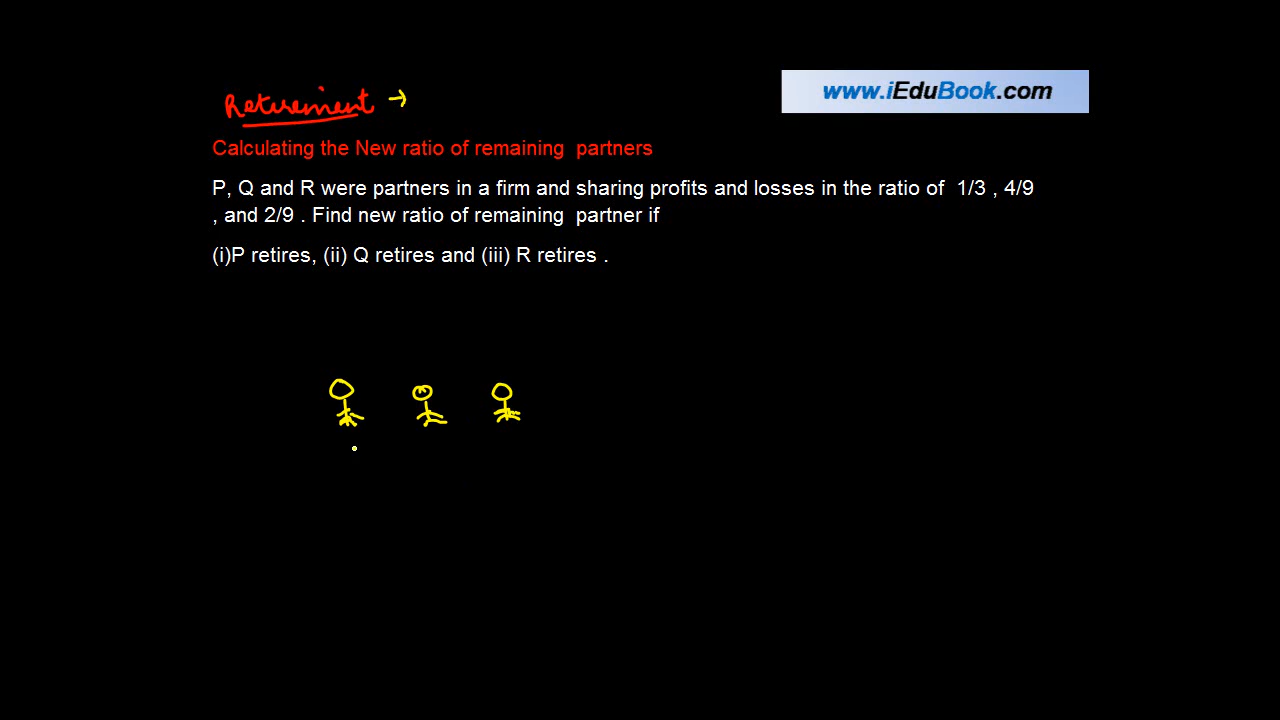 www.iEduBook.com
Retirement →
Calculating the New ratio of remaining partners
P, Q and R were partners in a firm and sharing profits and losses in the ratio of 1/3 , 4/9
, and 2/9 . Find new ratio of remaining partner if
(i)P retires, (ii) Q retires and (iii) R retires .